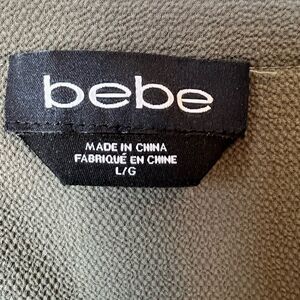 bebe
MADE IN CHINA
FABRIQUÉ EN CHINE
L/G